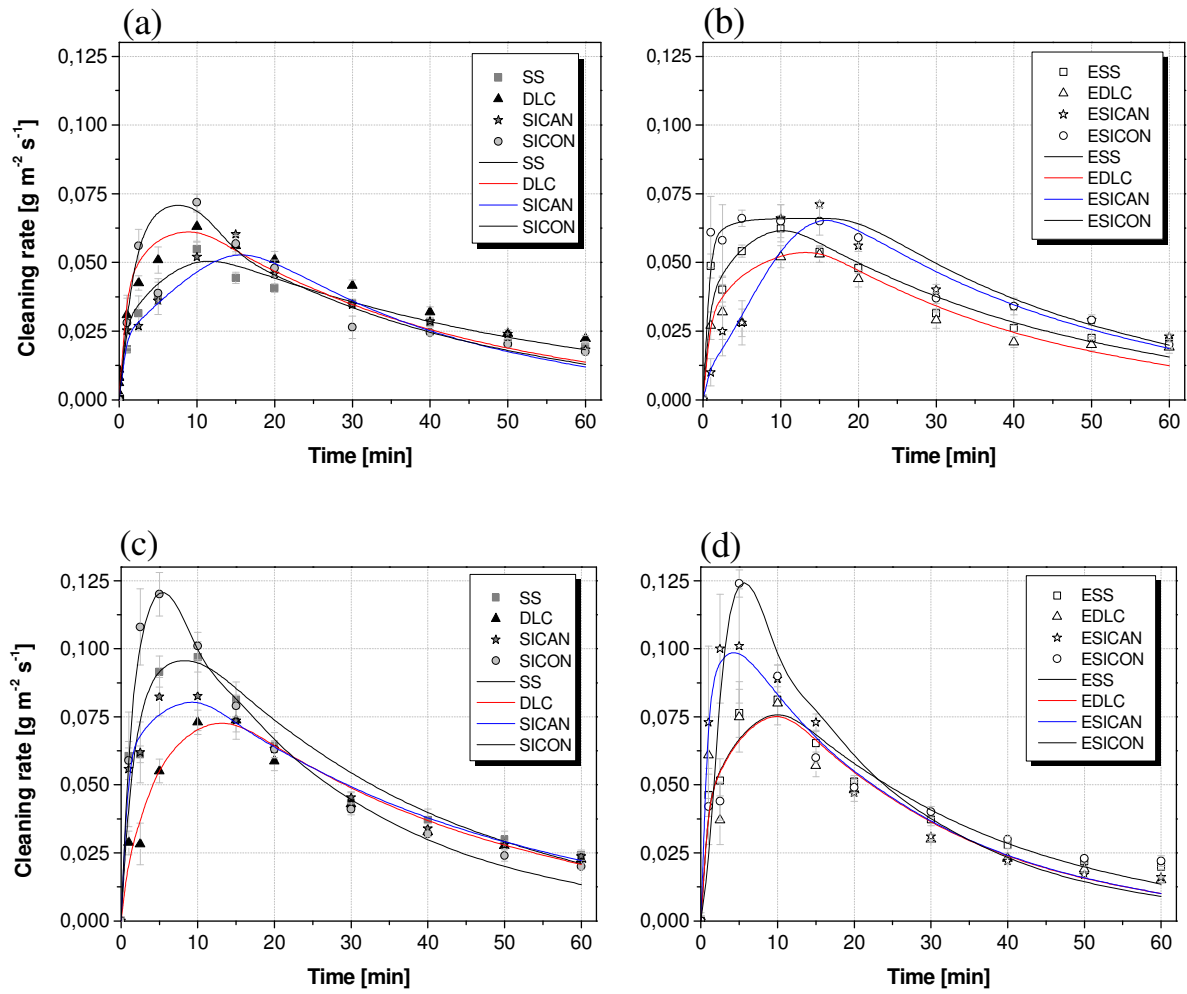 (a)
(b)
0,125
0,100
0,075
0,050
0,025
0,000
Cleaning rate [g m⁻² s⁻¹]
SS
DLC
SICAN
SICON
SS
DLC
SICAN
SICON
0 10 20 30 40 50 60
Time [min]
0,125
0,100
0,075
0,050
0,025
0,000
ESS
EDLC
ESICAN
ESICON
ESS
EDLC
ESICAN
ESICON
0 10 20 30 40 50 60
Time [min]
(c)
(d)
0,125
0,100
0,075
0,050
0,025
0,000
Cleaning rate [g m⁻² s⁻¹]
SS
DLC
SICAN
SICON
SS
DLC
SICAN
SICON
0 10 20 30 40 50 60
Time [min]
0,125
0,100
0,075
0,050
0,025
0,000
ESS
EDLC
ESICAN
ESICON
ESS
EDLC
ESICAN
ESICON
0 10 20 30 40 50 60
Time [min]